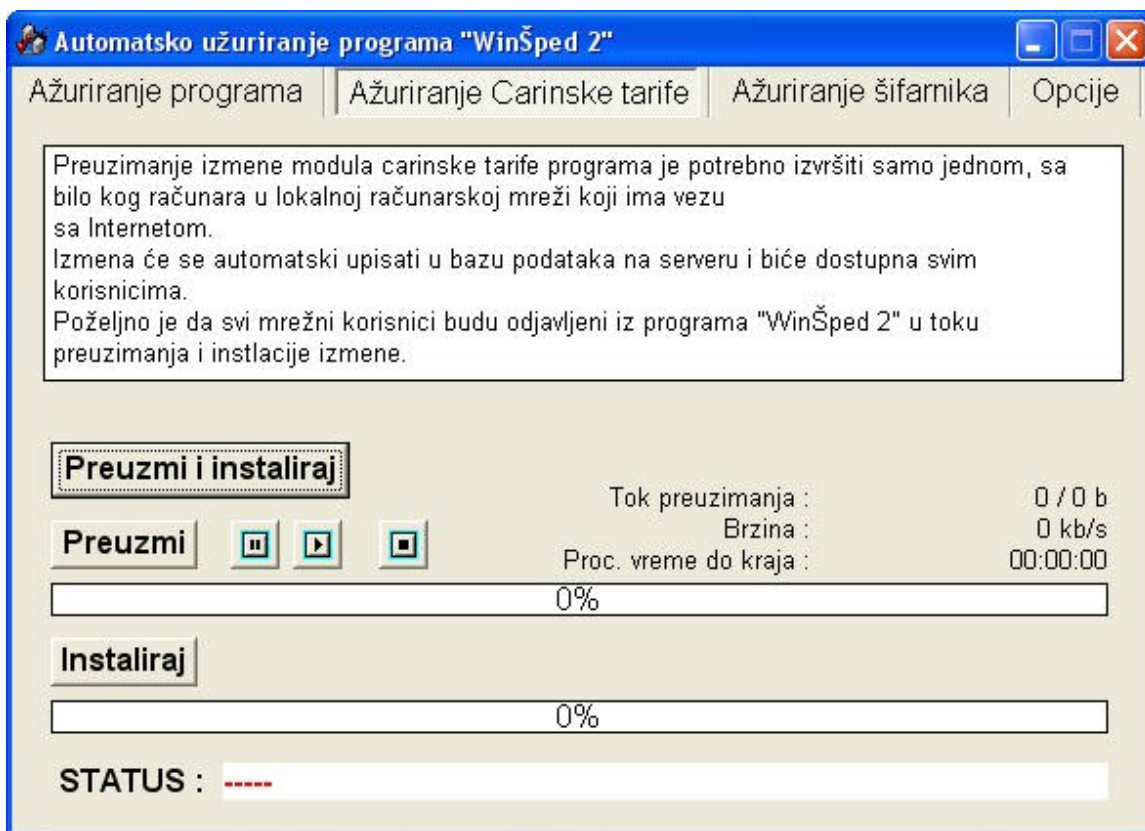 Automatsko užuriranje programa "WinŠped 2"
Ažuriranje programa
Ažuriranje Carinske tarife
Ažuriranje šifarnika
Opcije
Preuzimanje izmene modula carinske tarife programa je potrebno izvršiti samo jednom, sa
bilo kog računara u lokalnoj računarskoj mreži koji ima vezu
sa Internetom.
Izmena će se automatski upisati u bazu podataka na serveru i biće dostupna svim
korisnicima.
Poželjno je da svi mrežni korisnici budu odjavljeni iz programa "WinŠped 2" u toku
preuzimanja i instlacije izmene.
Preuzmi i instaliraj
Tok preuzimanja : 0 / 0 b
Preuzmi
Brzina : 0 kb/s
Proc. vreme do kraja : 00:00:00
0%
Instaliraj
0%
STATUS : -----